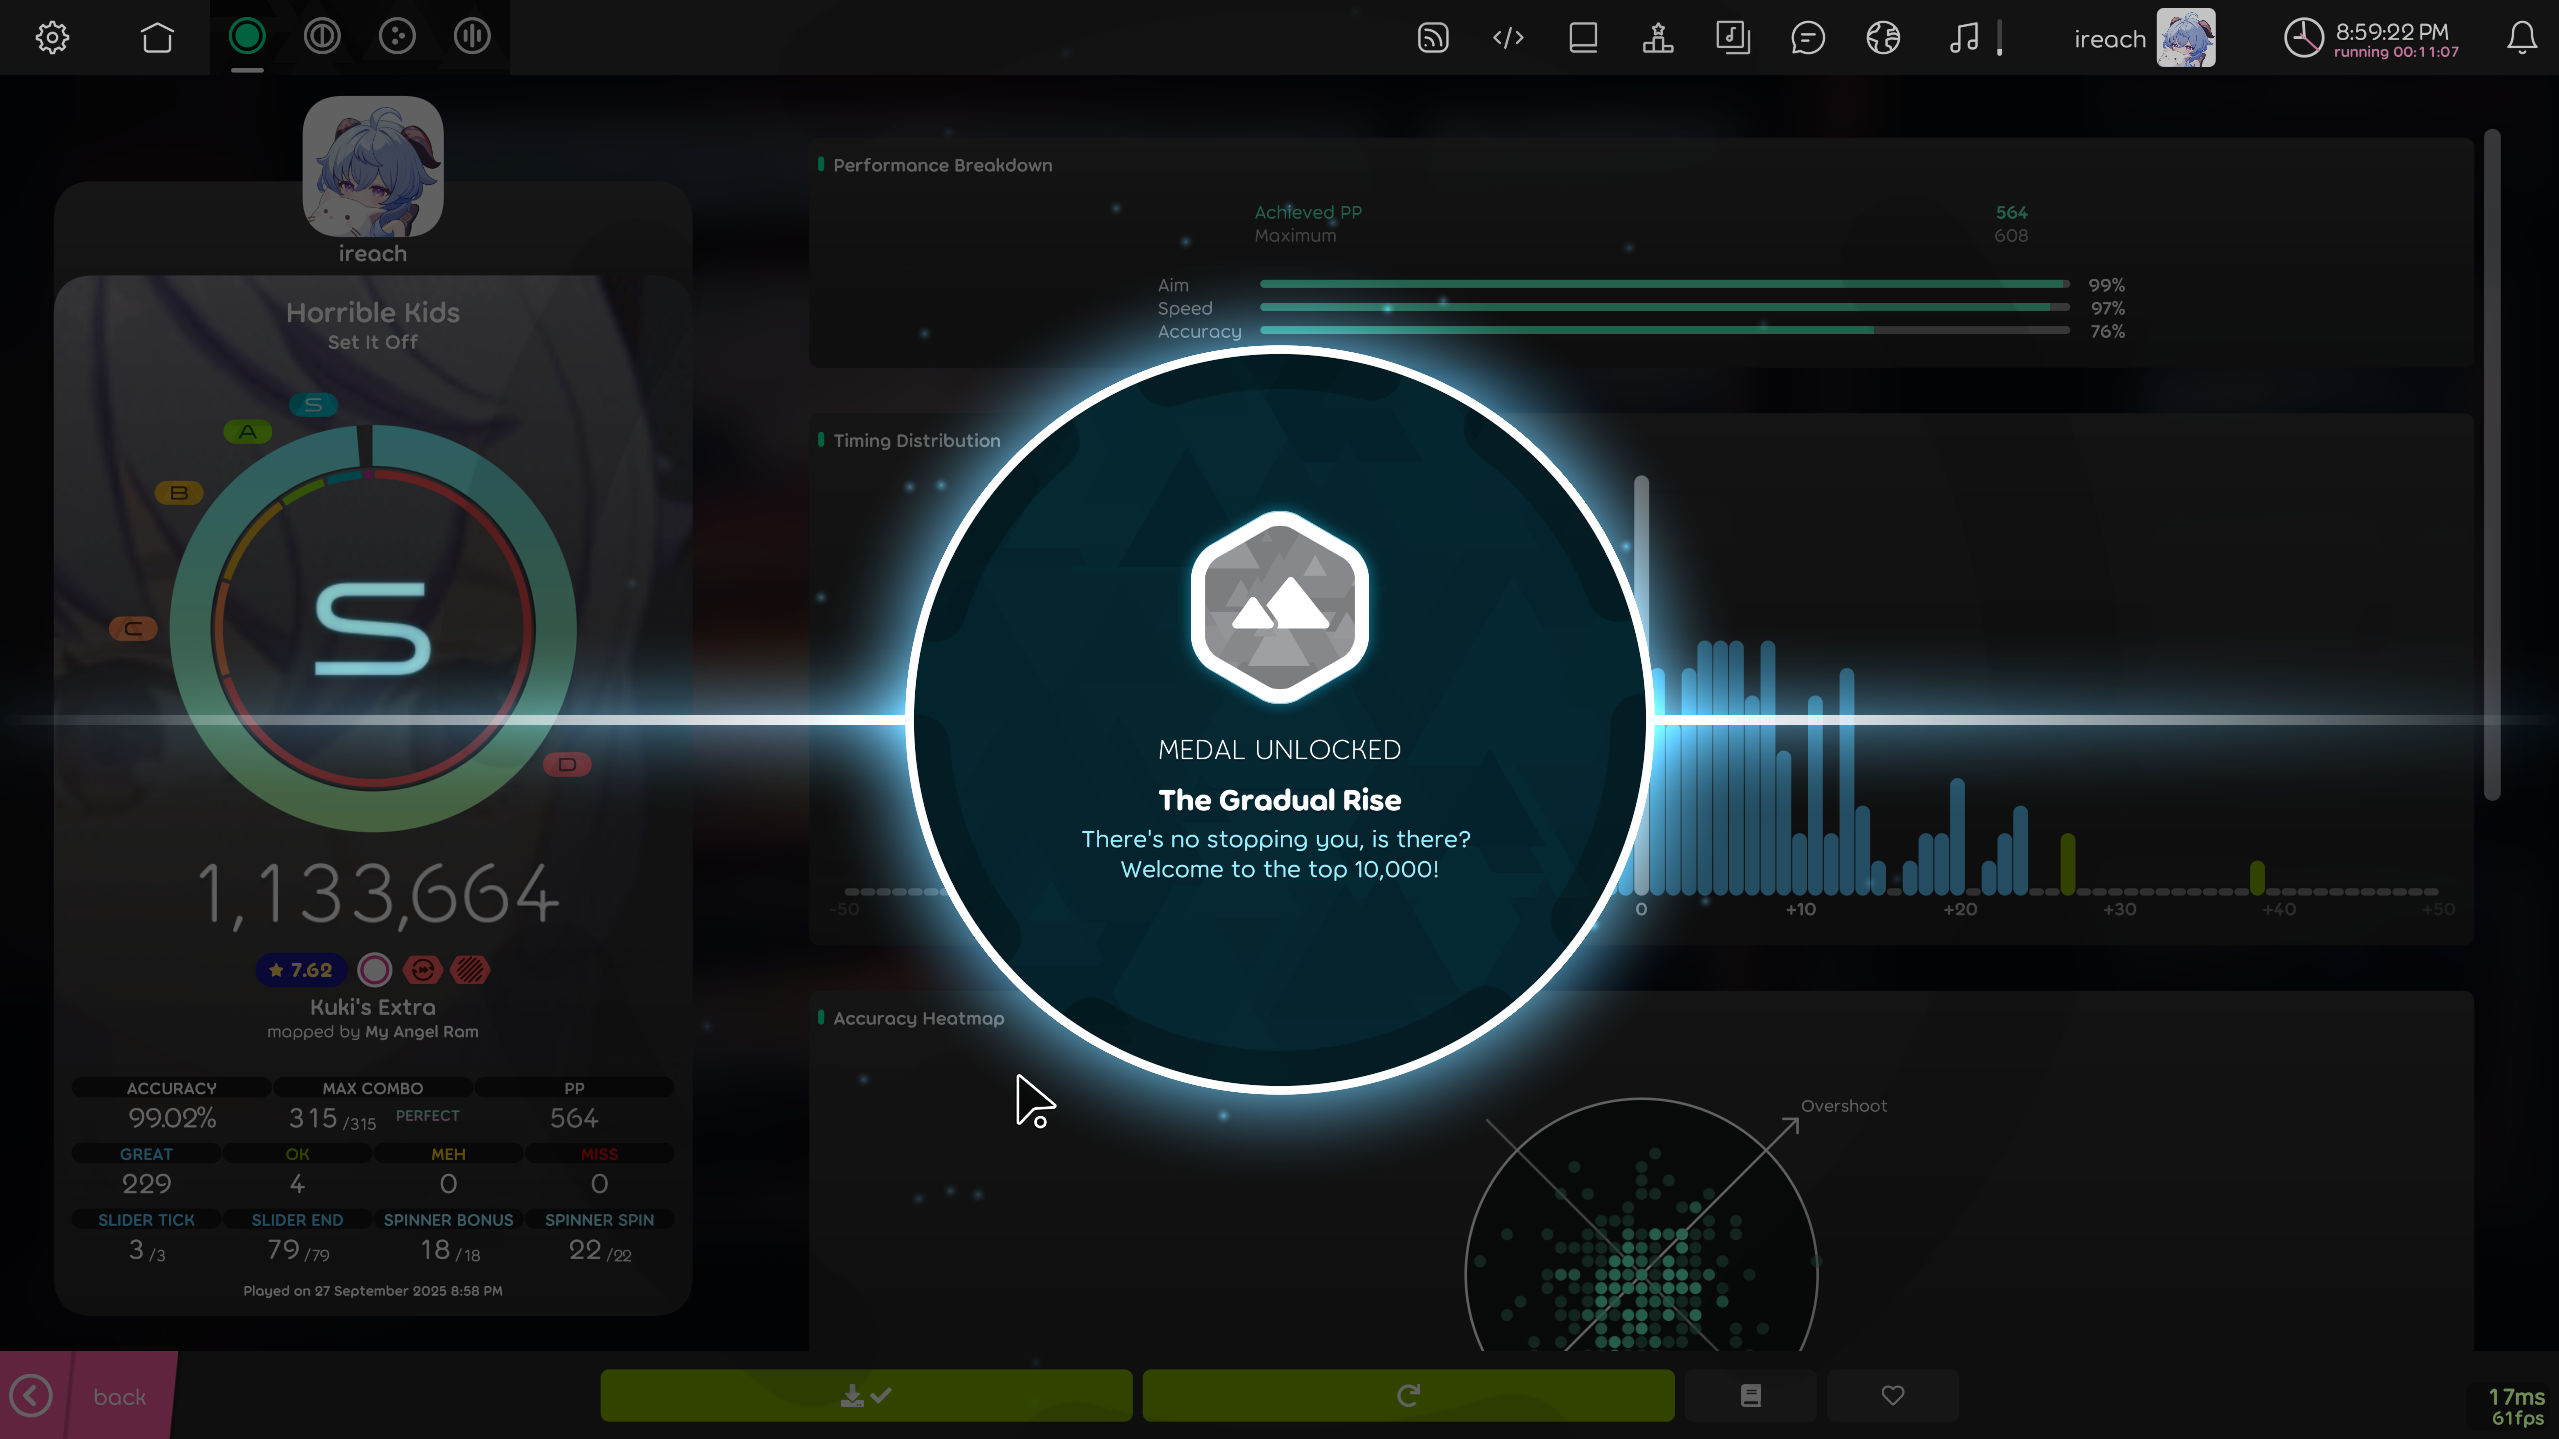 ireach
8:59:22 PM
running 00:11:07
ireach
Horrible Kids
Set It Off
S
A
B
C
D
S
1,133,664
7.62
Kuki's Extra
mapped by My Angel Ram
ACCURACY MAX COMBO PP
99.02% 315 /315 PERFECT 564
GREAT OK MEH MISS
229 4 0 0
SLIDER TICK SLIDER END SPINNER BONUS SPINNER SPIN
3 /3 79 /79 18 /18 22 /22
Played on 27 September 2025 8:58 PM
Performance Breakdown
Achieved PP 564
Maximum 608
Aim 99%
Speed 97%
Accuracy 76%
Timing Distribution
-50 0 +10 +20 +30 +40 +50
MEDAL UNLOCKED
The Gradual Rise
There's no stopping you, is there?
Welcome to the top 10,000!
Accuracy Heatmap
Overshoot
back
17ms
61fps